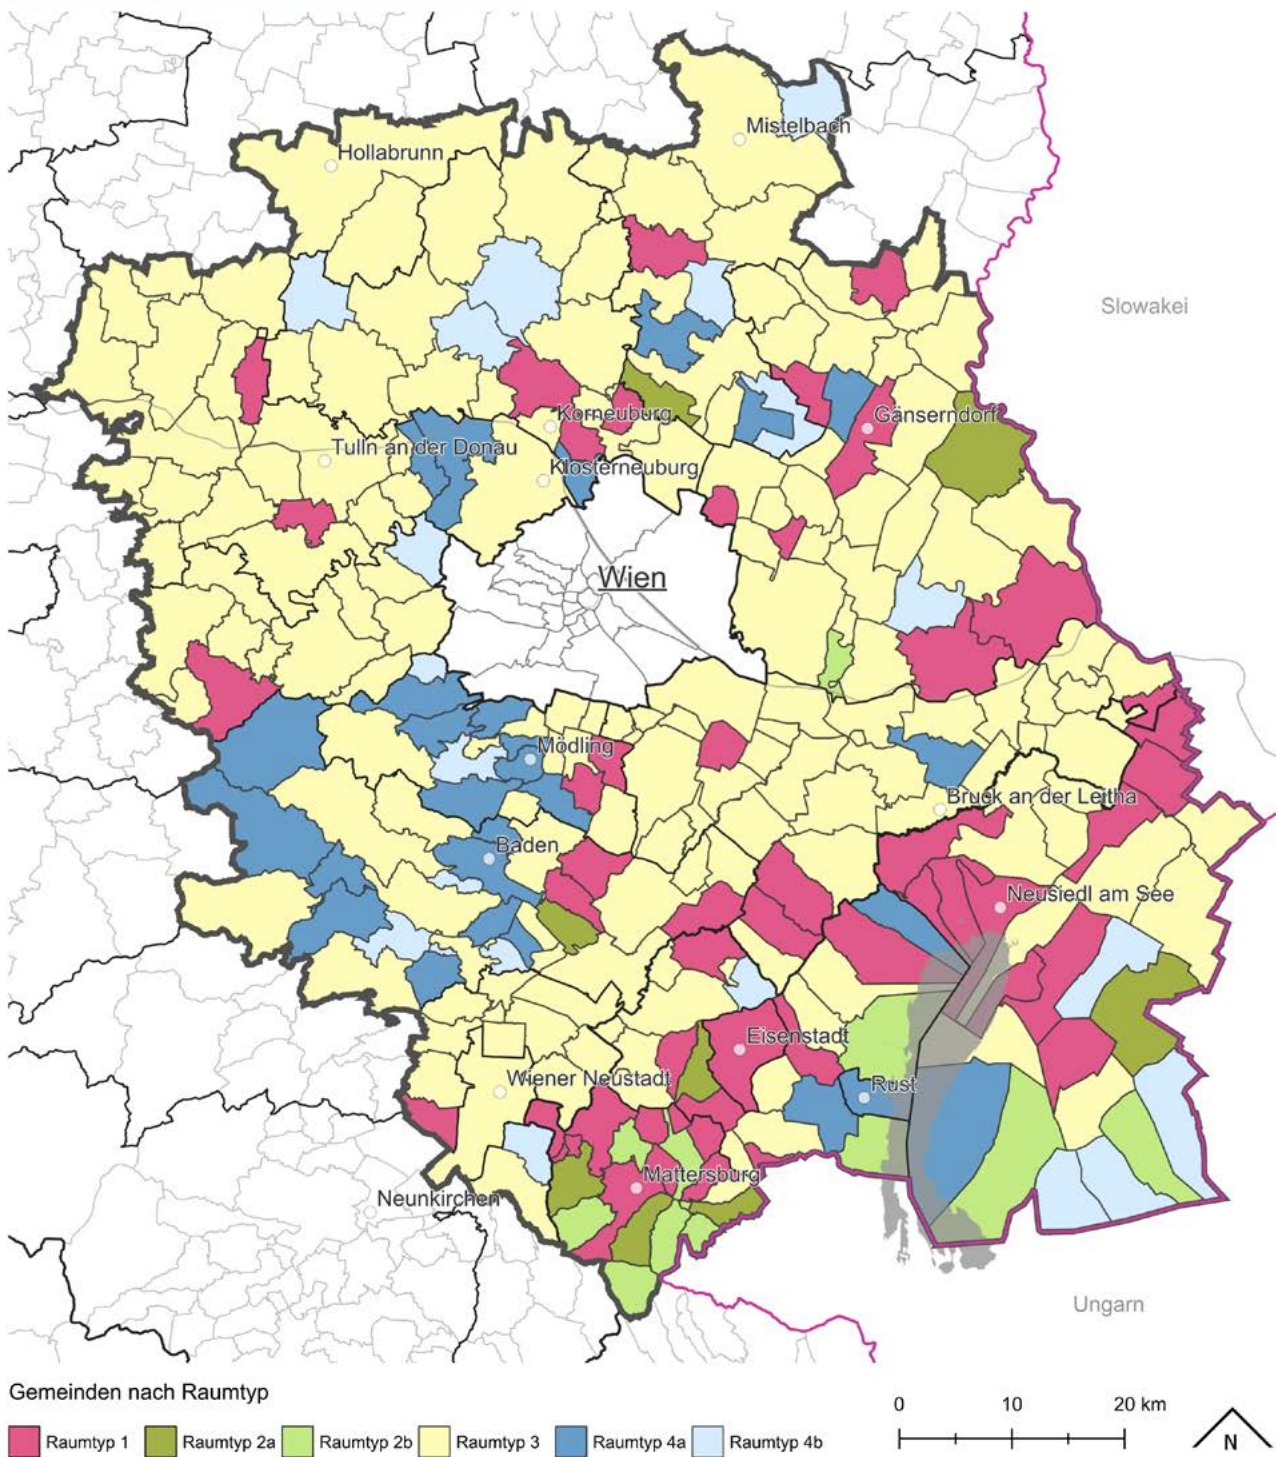 Mistelbach
Hollabrunn
Slowakei
Korneuburg
Gänserndorf
Tulln an der Donau
Klosterneuburg
Wien
Mödling
Bruck an der Leitha
Baden
Neusiedl am See
Eisenstadt
Wiener Neustadt
Rust
Mattersburg
Neunkirchen
Ungarn
Gemeinden nach Raumtyp
0 10 20 km
Raumtyp 1 Raumtyp 2a Raumtyp 2b Raumtyp 3 Raumtyp 4a Raumtyp 4b
N